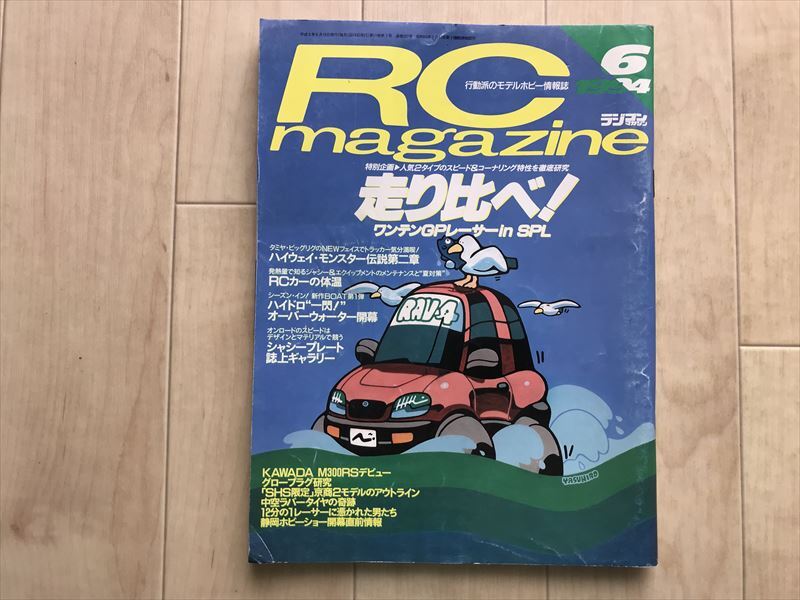 RC
magazine
6
1994
行動派のモデルホビー情報誌
ラジコン
マガジン
特別企画▶人気2タイプのスピード&コーナリング特性を徹底研究
走り比べ!
ワンテンGPレーサーin SPL
タミヤ・ビッグリグのNEWフェイスでトラッカー気分満喫!
ハイウェイ・モンスター伝説第二章
発熱量で知るシャシー&エクイップメントのメンテナンスと“夏対策”
RCカーの体温
シーズン・イン! 新作BOAT第1弾
ハイドロ“一閃!”
オーバーウォーター開幕
オンロードのスピードは
デザインとマテリアルで競う
シャシープレート
誌上ギャラリー
RAV4
YASUHIRO
KAWADA M300RSデビュー
グロープラグ研究
「SHS限定」京商2モデルのアウトライン
中空ラバータイヤの奇跡
12分の1レーサーに憑かれた男たち
静岡ホビーショー開幕直前情報